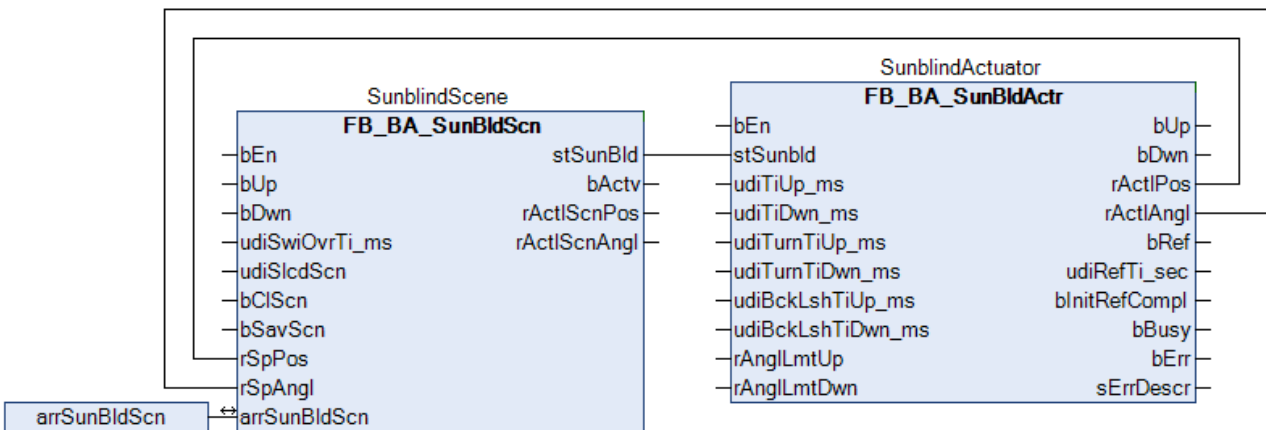 SunblindScene
FB_BA_SunBldScn
bEn
stSunBld
bUp
bActv
bDwn
rActlScnPos
udiSwiOvrTi_ms
rActlScnAngl
udiSlcdScn
bClScn
bSavScn
rSpPos
rSpAngl
arrSunBldScn
arrSunBldScn
SunblindActuator
FB_BA_SunBldActr
bEn
bUp
stSunbld
bDwn
udiTiUp_ms
rActlPos
udiTiDwn_ms
rActlAngl
udiTurnTiUp_ms
bRef
udiTurnTiDwn_ms
udiRefTi_sec
udiBckLshTiUp_ms
bInitRefCompl
udiBckLshTiDwn_ms
bBusy
rAnglLmtUp
bErr
rAnglLmtDwn
sErrDescr